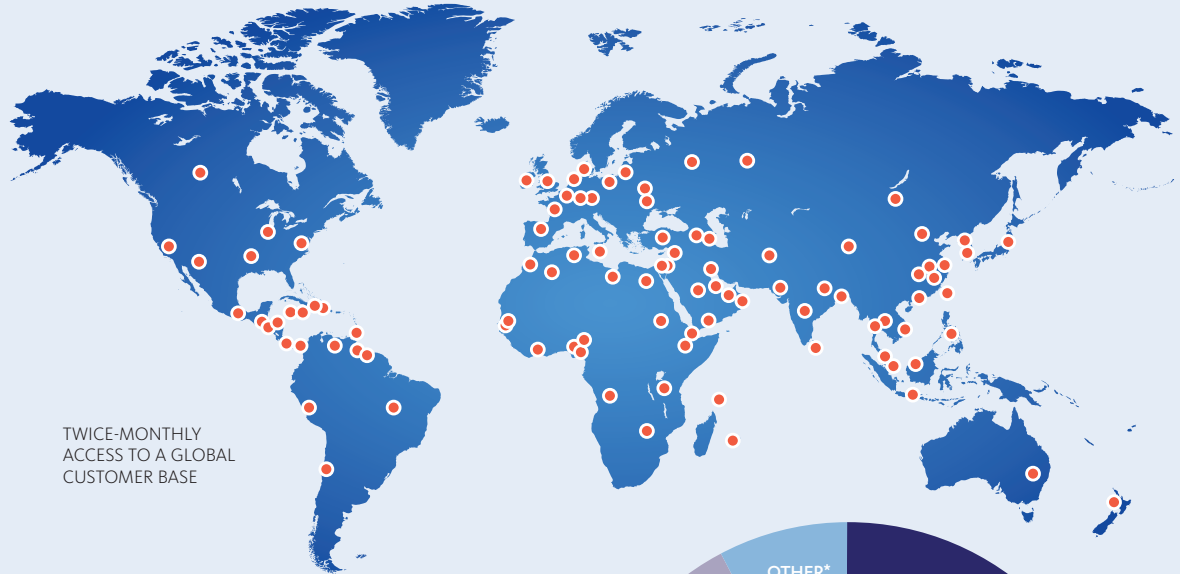 TWICE-MONTHLY
ACCESS TO A GLOBAL
CUSTOMER BASE
OTHER*